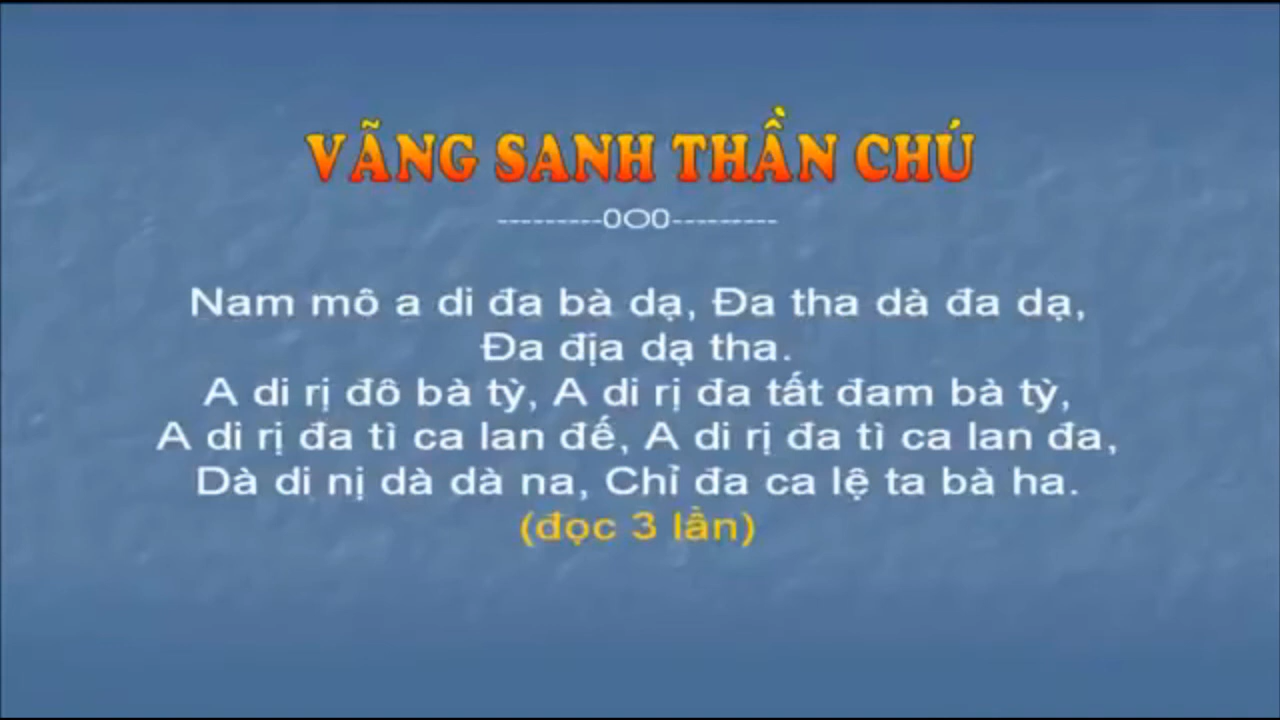 VÃNG SANH THẦN CHÚ
---------0O0---------
Nam mô a di đa bà dạ, Đa tha dà đa dạ,
Đa địa dạ tha.
A di rị đô bà tỳ, A di rị đa tất đam bà tỳ,
A di rị đa tì ca lan đế, A di rị đa tì ca lan đa,
Dà di nị dà dà na, Chỉ đa ca lệ ta bà ha.
(đọc 3 lần)